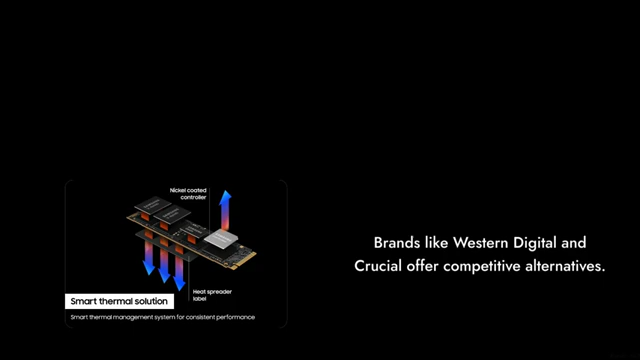 Nickel coated
controller
Heat spreader
label
Smart thermal solution
Smart thermal management system for consistent performance
Brands like Western Digital and
Crucial offer competitive alternatives.